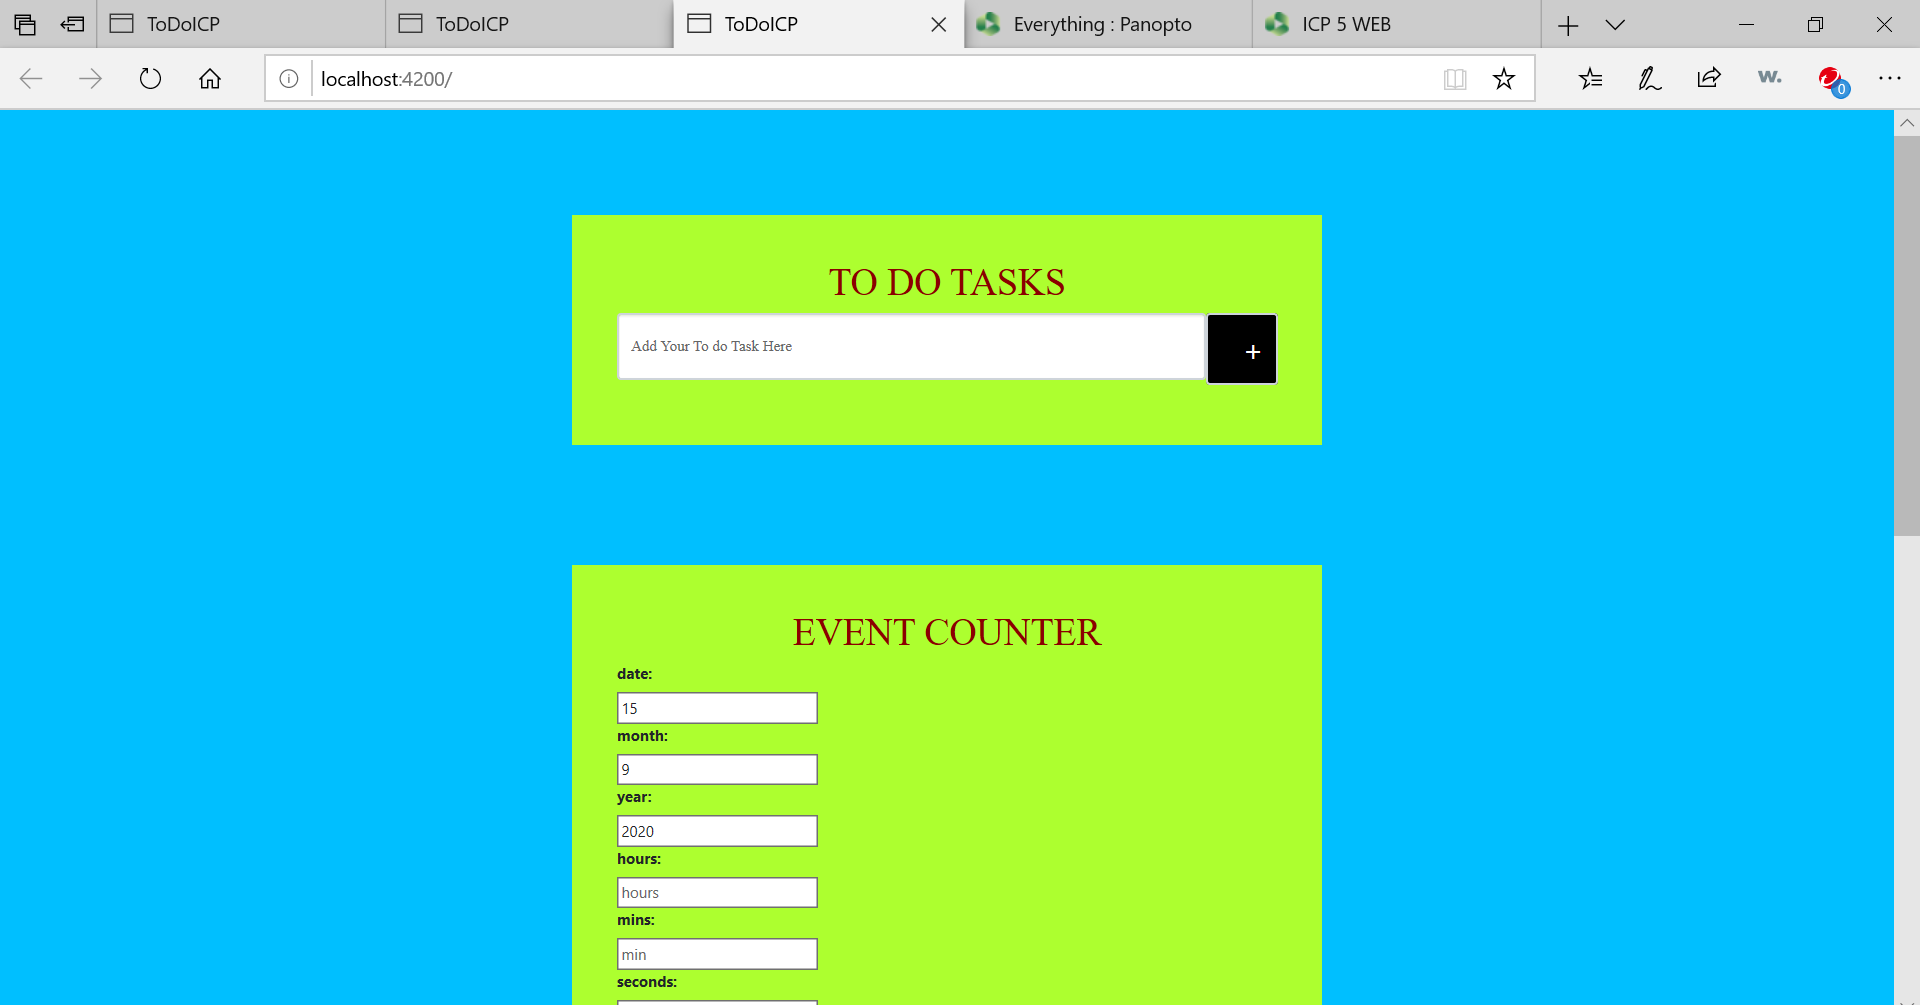 ToDoICP
ToDoICP
ToDoICP
Everything : Panopto
ICP 5 WEB
localhost:4200/
w.
0
TO DO TASKS
Add Your To do Task Here
+
EVENT COUNTER
date:
15
month:
9
year:
2020
hours:
hours
mins:
min
seconds: